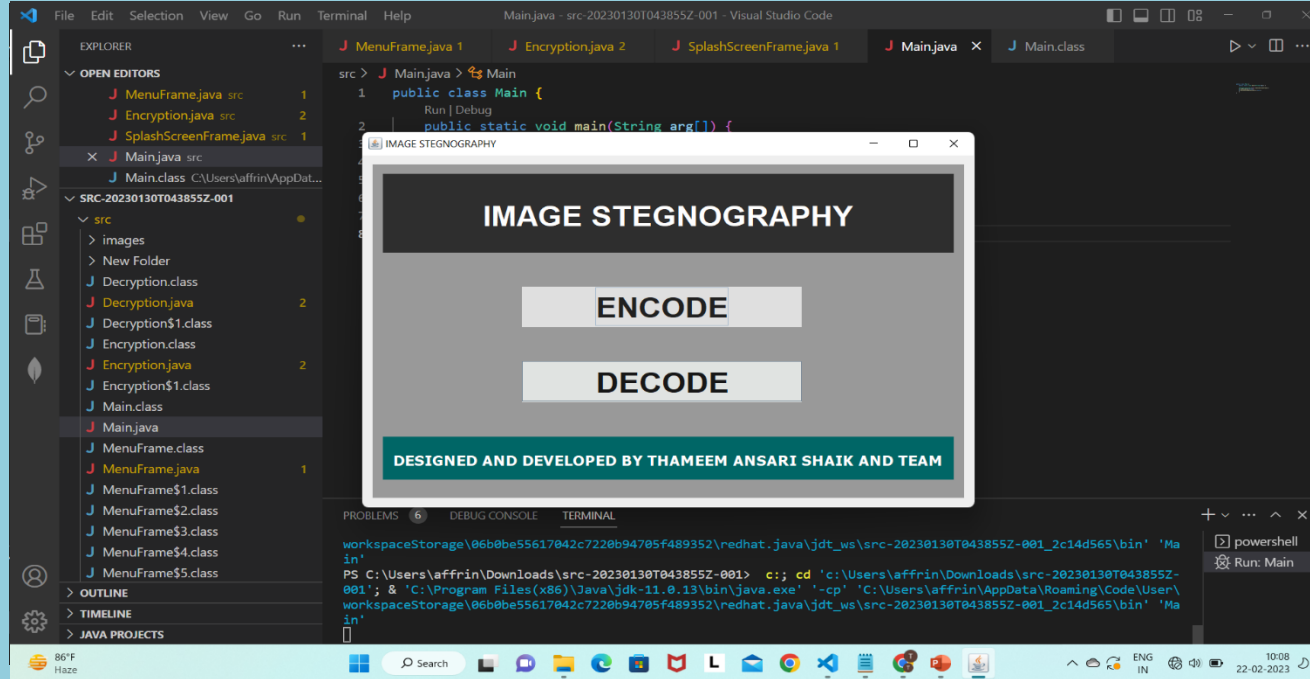 File Edit Selection View Go Run Terminal Help
Main.java - src-20230130T043855Z-001 - Visual Studio Code
EXPLORER
MenuFrame.java 1
Encryption.java 2
SplashScreenFrame.java 1
Main.java
Main.class
OPEN EDITORS
MenuFrame.java src 1
Encryption.java src 2
SplashScreenFrame.java src 1
Main.java src
Main.class C:\Users\affrin\AppDat...
SRC-20230130T043855Z-001
src
images
New Folder
Decryption.class
Decryption.java 2
Decryption$1.class
Encryption.class
Encryption.java 2
Encryption$1.class
Main.class
Main.java
MenuFrame.class
MenuFrame.java 1
MenuFrame$1.class
MenuFrame$2.class
MenuFrame$3.class
MenuFrame$4.class
MenuFrame$5.class
OUTLINE
TIMELINE
JAVA PROJECTS
src > Main.java > Main
1 public class Main {
Run | Debug
2 public static void main(String arg[]) {
IMAGE STEGNOGRAPHY
IMAGE STEGNOGRAPHY
ENCODE
DECODE
DESIGNED AND DEVELOPED BY THAMEEM ANSARI SHAIK AND TEAM
PROBLEMS 6 DEBUG CONSOLE TERMINAL
workspaceStorage\06b0be55617042c7220b94705f489352\redhat.java\jdt_ws\src-20230130T043855Z-001_2c14d565\bin' 'Ma
in'
PS C:\Users\affrin\Downloads\src-20230130T043855Z-001> c:; cd 'c:\Users\affrin\Downloads\src-20230130T043855Z-
001'; & 'C:\Program Files(x86)\Java\jdk-11.0.13\bin\java.exe' '-cp' 'C:\Users\affrin\AppData\Roaming\Code\User\
workspaceStorage\06b0be55617042c7220b94705f489352\redhat.java\jdt_ws\src-20230130T043855Z-001_2c14d565\bin' 'Ma
in'
powershell
Run: Main
86°F
Haze
Search
ENG
IN
10:08
22-02-2023